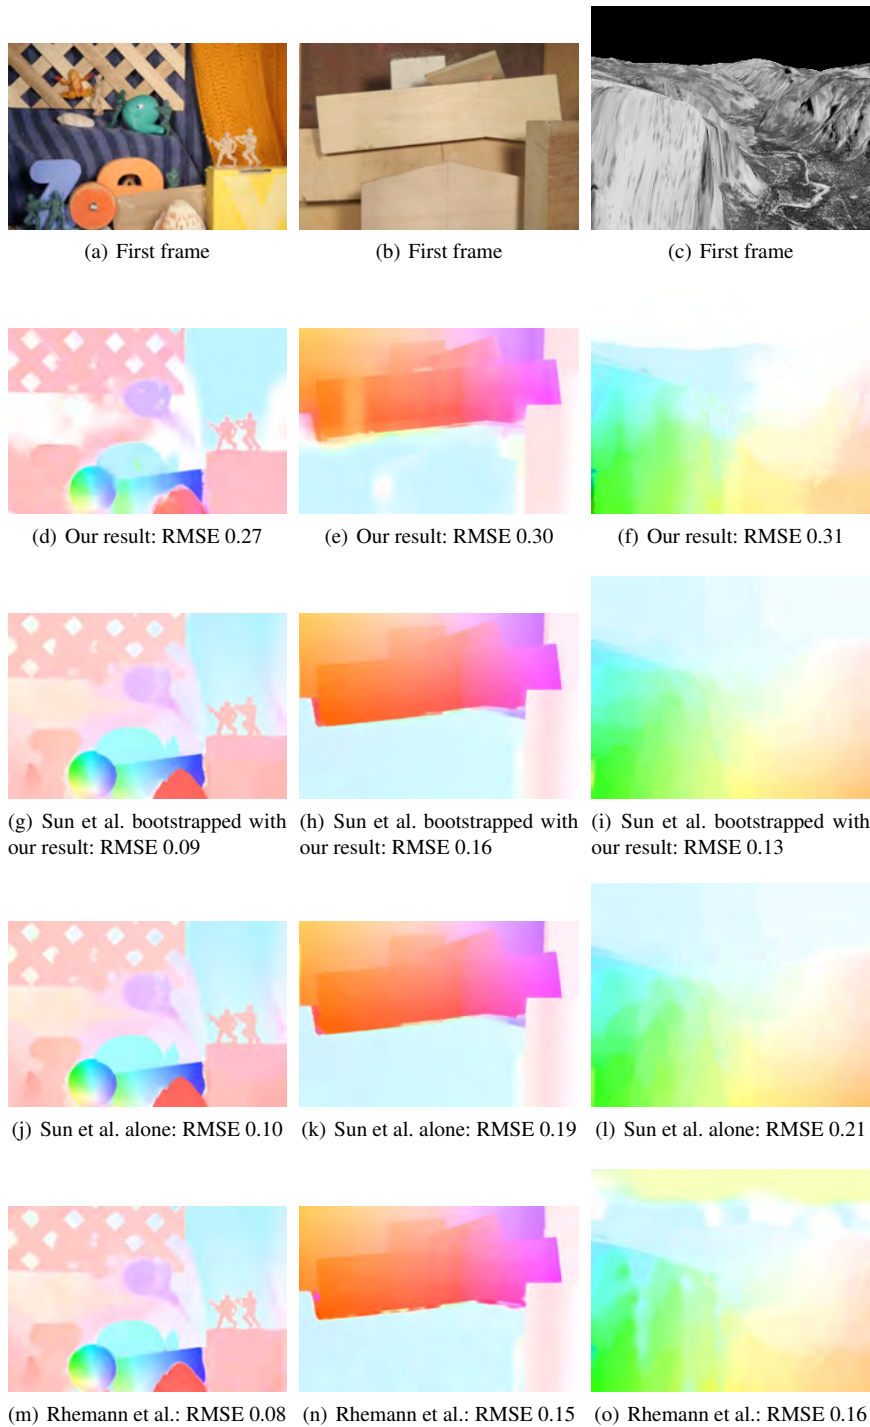 (a) First frame
(b) First frame
(c) First frame
(d) Our result: RMSE 0.27
(e) Our result: RMSE 0.30
(f) Our result: RMSE 0.31
(g) Sun et al. bootstrapped with
our result: RMSE 0.09
(h) Sun et al. bootstrapped with
our result: RMSE 0.16
(i) Sun et al. bootstrapped with
our result: RMSE 0.13
(j) Sun et al. alone: RMSE 0.10
(k) Sun et al. alone: RMSE 0.19
(l) Sun et al. alone: RMSE 0.21
(m) Rhemann et al.: RMSE 0.08
(n) Rhemann et al.: RMSE 0.15
(o) Rhemann et al.: RMSE 0.16